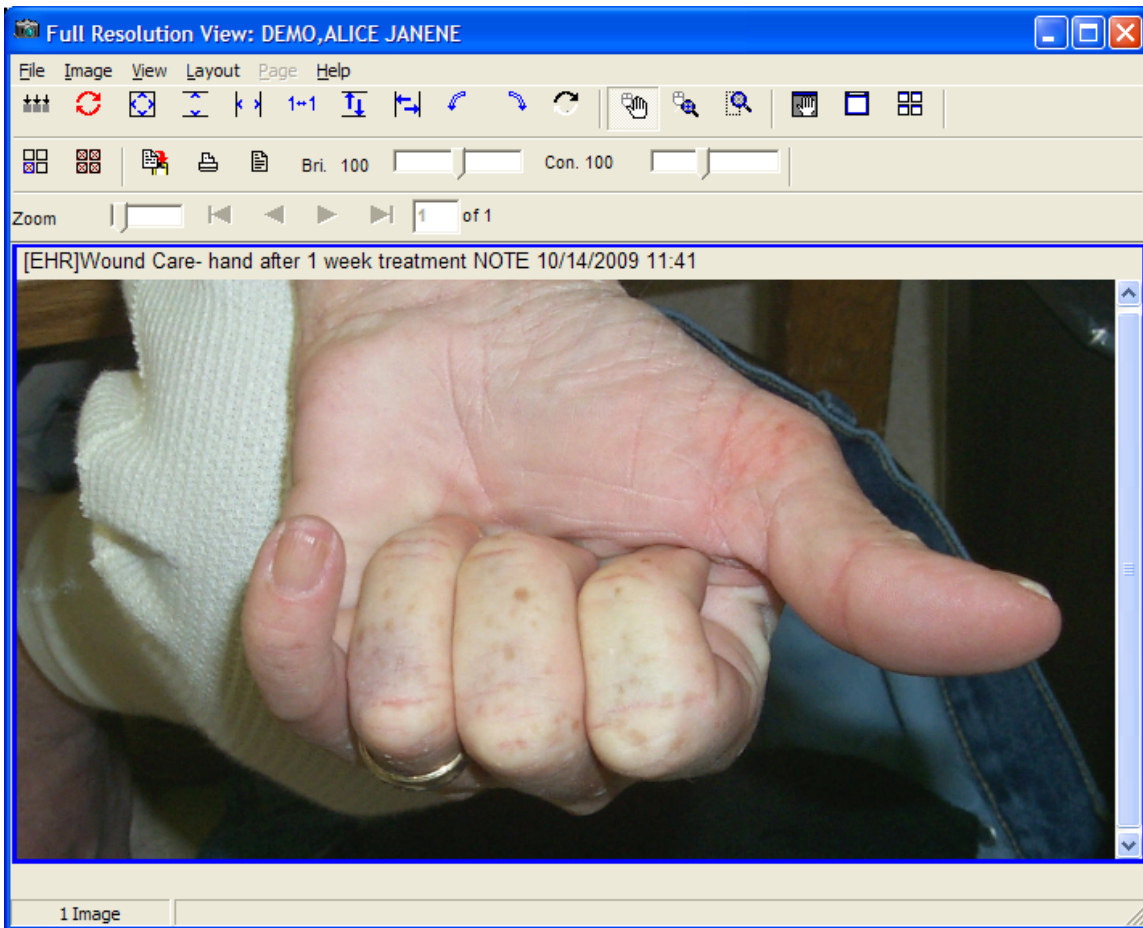 Full Resolution View: DEMO,ALICE JANENE
File Image View Layout Page Help
1↔1
Bri. 100 Con. 100
Zoom 1 of 1
[EHR]Wound Care- hand after 1 week treatment NOTE 10/14/2009 11:41
1 Image